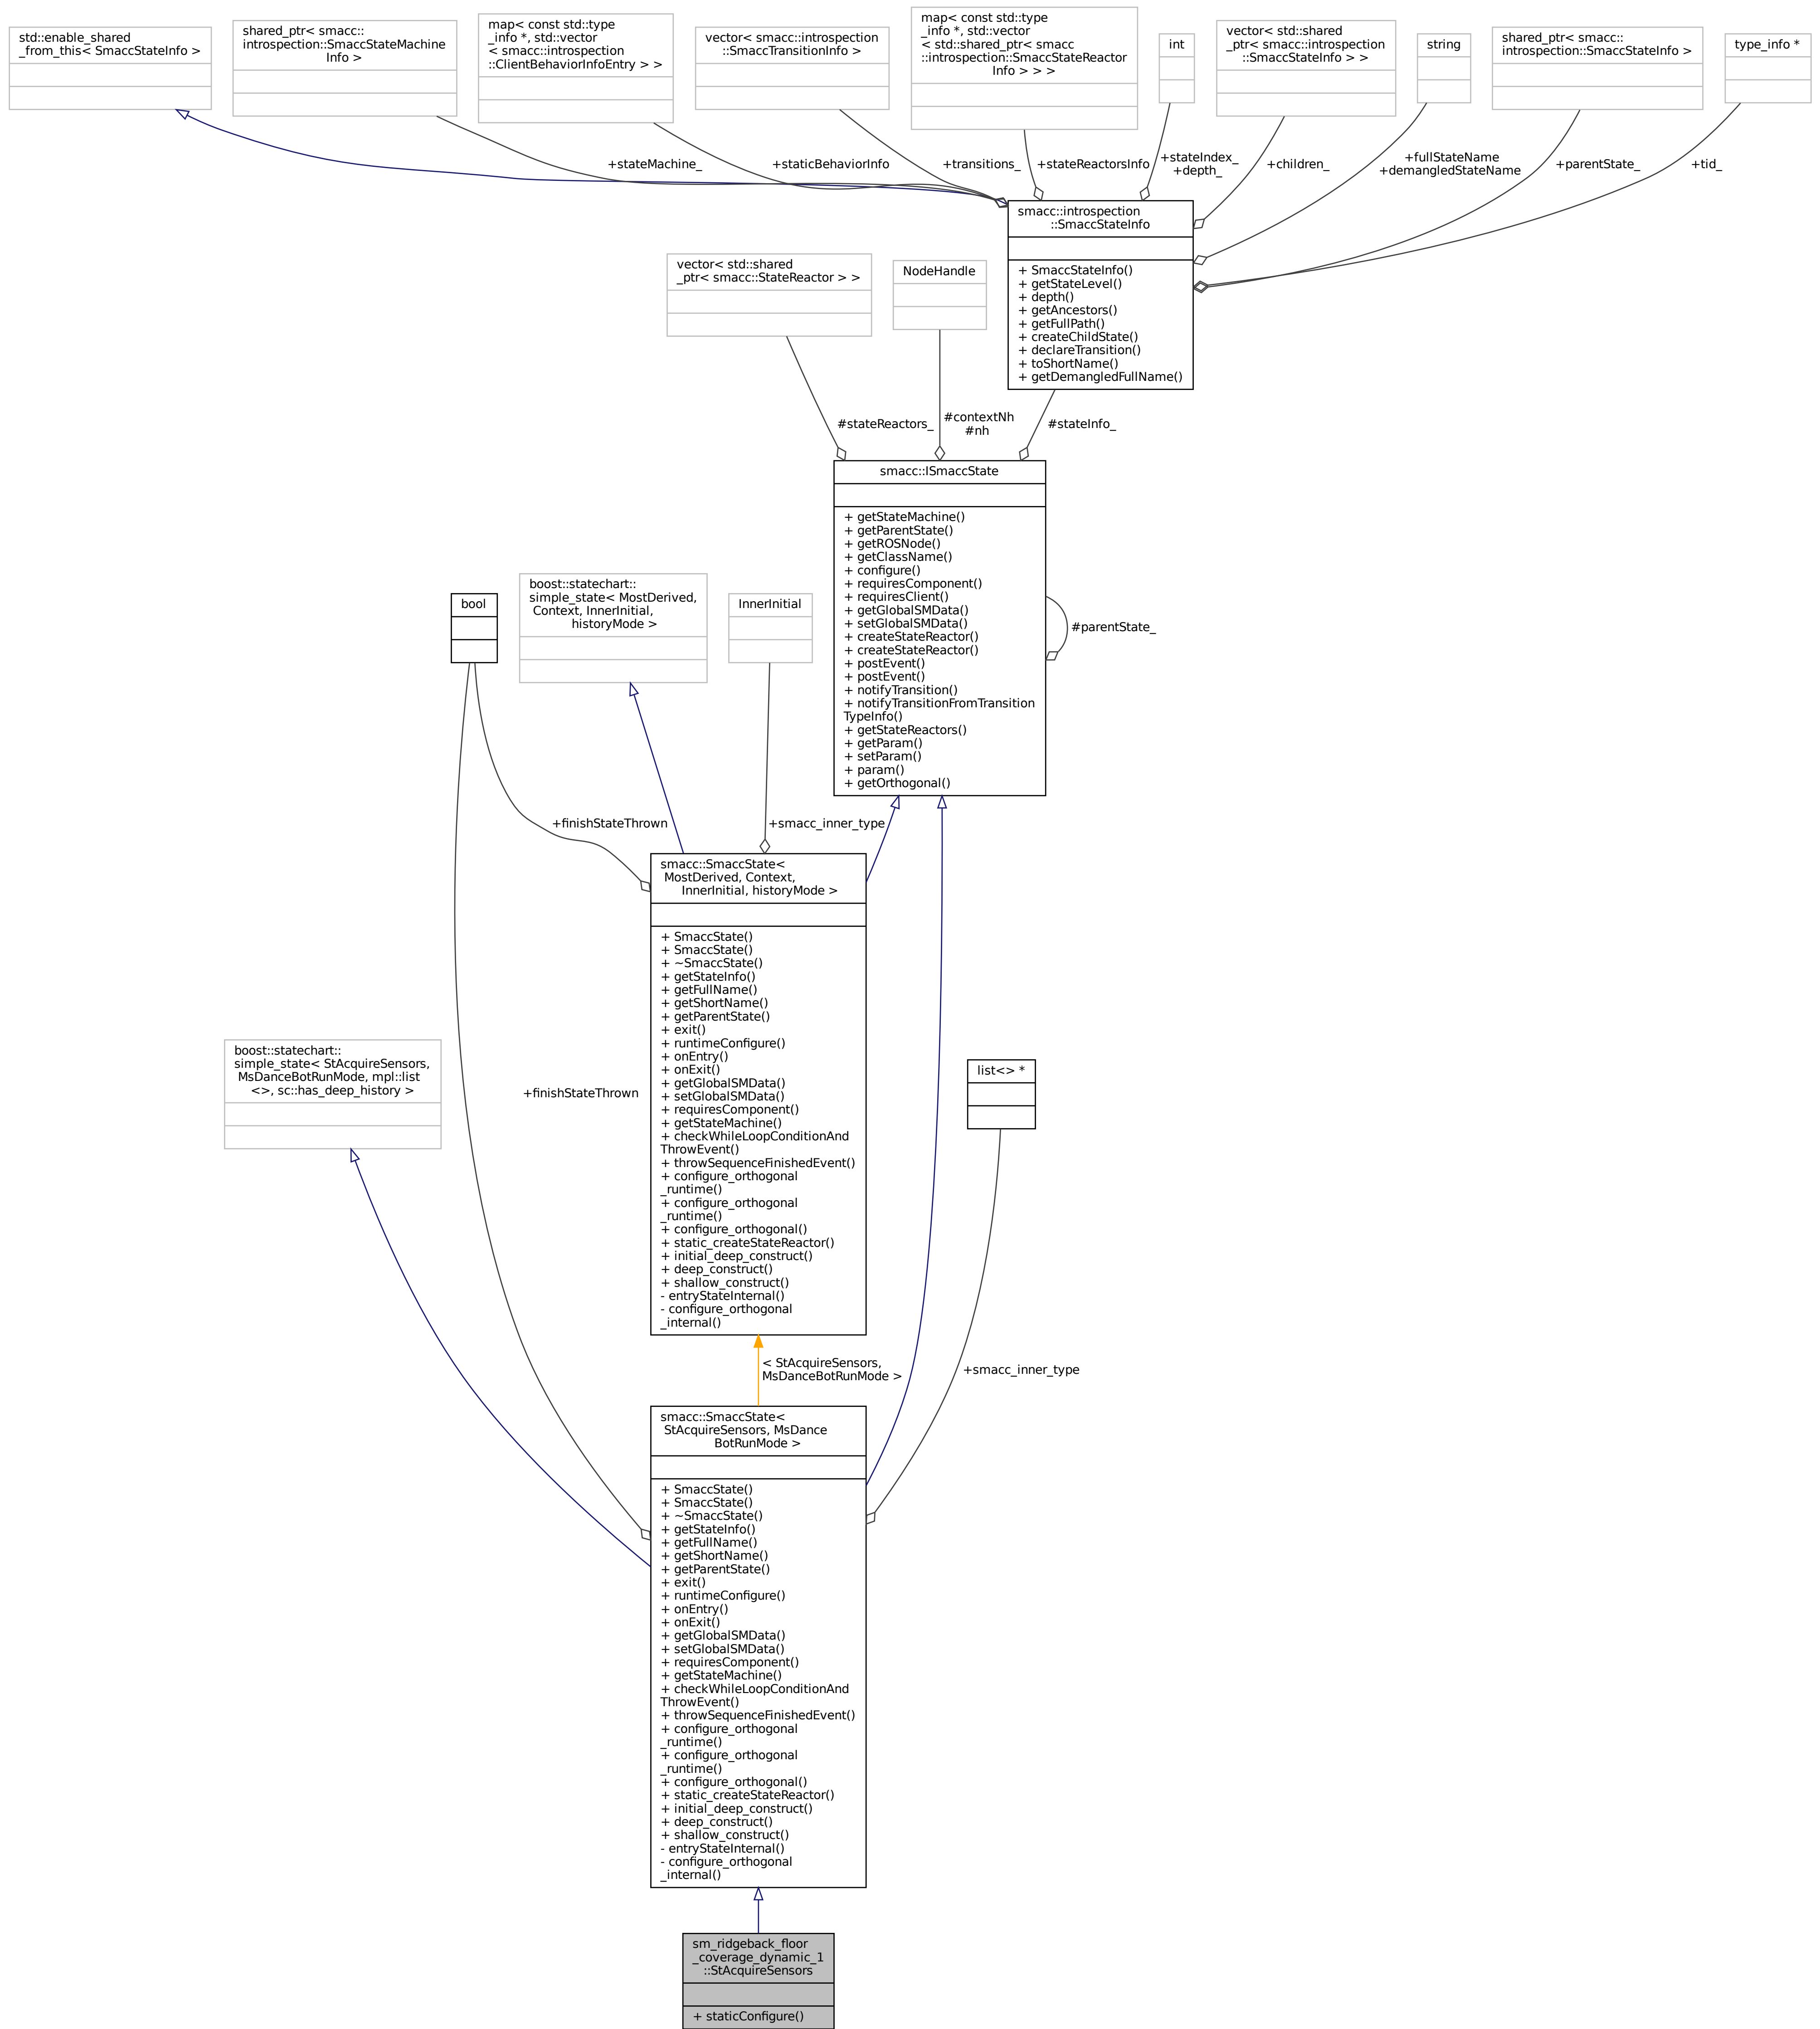 std::enable_shared
_from_this< SmaccStateInfo >
shared_ptr< smacc::
introspection::SmaccStateMachine
Info >
map< const std::type
_info *, std::vector
< smacc::introspection
::ClientBehaviorInfoEntry > >
vector< smacc::introspection
::SmaccTransitionInfo >
map< const std::type
_info *, std::vector
< std::shared_ptr< smacc
::introspection::SmaccStateReactor
Info > > >
int
vector< std::shared
_ptr< smacc::introspection
::SmaccStateInfo > >
string
shared_ptr< smacc::
introspection::SmaccStateInfo >
type_info *
+stateMachine_
+staticBehaviorInfo
+transitions_
+stateReactorsInfo
+stateIndex_
+depth_
+children_
+fullStateName
+demangledStateName
+parentState_
+tid_
smacc::introspection
::SmaccStateInfo
+ SmaccStateInfo()
+ getStateLevel()
+ depth()
+ getAncestors()
+ getFullPath()
+ createChildState()
+ declareTransition()
+ toShortName()
+ getDemangledFullName()
vector< std::shared
_ptr< smacc::StateReactor > >
NodeHandle
#stateReactors_
#contextNh
#nh
#stateInfo_
smacc::ISmaccState
+ getStateMachine()
+ getParentState()
+ getROSNode()
+ getClassName()
+ configure()
+ requiresComponent()
+ requiresClient()
+ getGlobalSMData()
+ setGlobalSMData()
+ createStateReactor()
+ createStateReactor()
+ postEvent()
+ postEvent()
+ notifyTransition()
+ notifyTransitionFromTransition
TypeInfo()
+ getStateReactors()
+ getParam()
+ setParam()
+ param()
+ getOrthogonal()
#parentState_
bool
boost::statechart::
simple_state< MostDerived,
Context, InnerInitial,
historyMode >
InnerInitial
+finishStateThrown
+smacc_inner_type
smacc::SmaccState<
MostDerived, Context,
InnerInitial, historyMode >
+ SmaccState()
+ SmaccState()
+ ~SmaccState()
+ getStateInfo()
+ getFullName()
+ getShortName()
+ getParentState()
+ exit()
+ runtimeConfigure()
+ onEntry()
+ onExit()
+ getGlobalSMData()
+ setGlobalSMData()
+ requiresComponent()
+ getStateMachine()
+ checkWhileLoopConditionAnd
ThrowEvent()
+ throwSequenceFinishedEvent()
+ configure_orthogonal
_runtime()
+ configure_orthogonal
_runtime()
+ configure_orthogonal()
+ static_createStateReactor()
+ initial_deep_construct()
+ deep_construct()
+ shallow_construct()
- entryStateInternal()
- configure_orthogonal
_internal()
boost::statechart::
simple_state< StAcquireSensors,
MsDanceBotRunMode, mpl::list
<>, sc::has_deep_history >
+finishStateThrown
list<> *
< StAcquireSensors,
MsDanceBotRunMode >
+smacc_inner_type
smacc::SmaccState<
StAcquireSensors, MsDance
BotRunMode >
+ SmaccState()
+ SmaccState()
+ ~SmaccState()
+ getStateInfo()
+ getFullName()
+ getShortName()
+ getParentState()
+ exit()
+ runtimeConfigure()
+ onEntry()
+ onExit()
+ getGlobalSMData()
+ setGlobalSMData()
+ requiresComponent()
+ getStateMachine()
+ checkWhileLoopConditionAnd
ThrowEvent()
+ throwSequenceFinishedEvent()
+ configure_orthogonal
_runtime()
+ configure_orthogonal
_runtime()
+ configure_orthogonal()
+ static_createStateReactor()
+ initial_deep_construct()
+ deep_construct()
+ shallow_construct()
- entryStateInternal()
- configure_orthogonal
_internal()
sm_ridgeback_floor
_coverage_dynamic_1
::StAcquireSensors
+ staticConfigure()